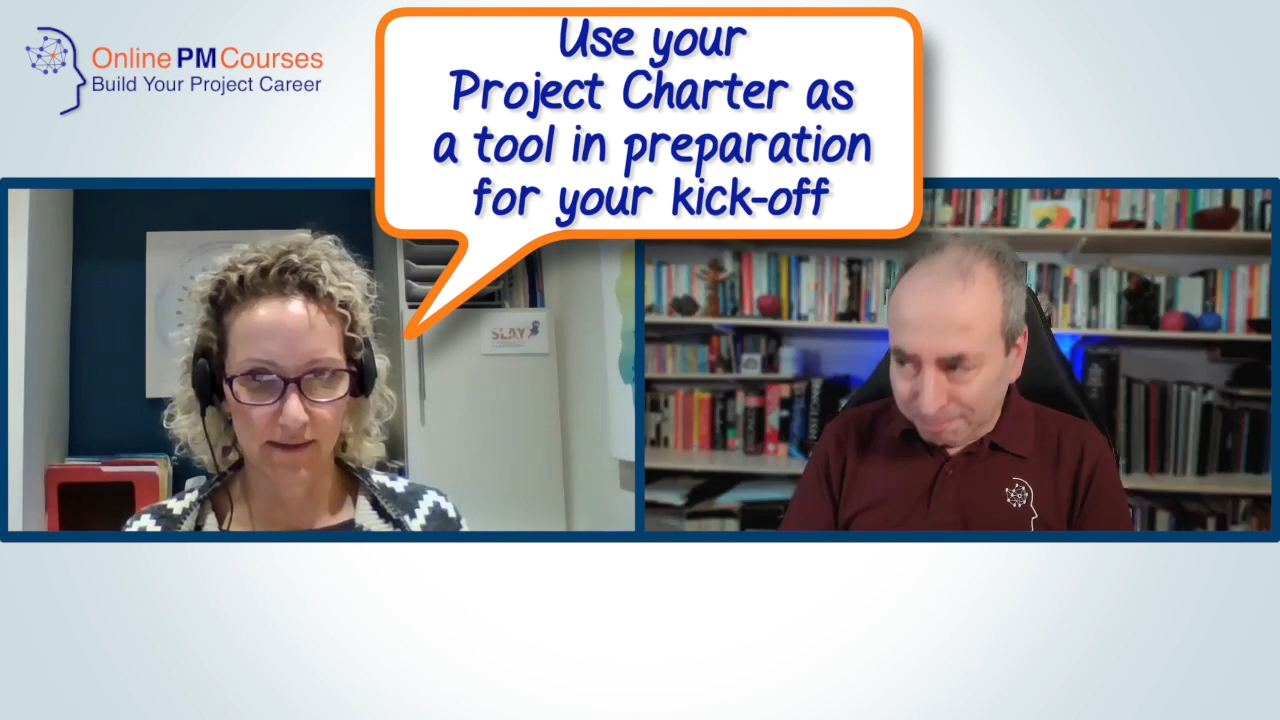 Online PM Courses
Build Your Project Career
Use your
Project Charter as
a tool in preparation
for your kick-off
SLAY